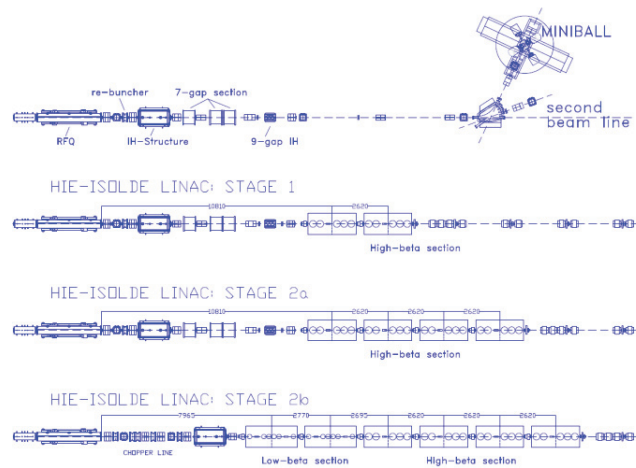 MINIBALL
re-buncher
7-gap section
second
beam line
RFQ
IH-Structure
9-gap IH
HIE-ISOLDE LINAC: STAGE 1
10810
2620
High-beta section
HIE-ISOLDE LINAC: STAGE 2a
10810
2620
2620
2620
High-beta section
HIE-ISOLDE LINAC: STAGE 2b
7965
2770
2695
2620
2620
2620
CHOPPER LINE
Low-beta section
High-beta section